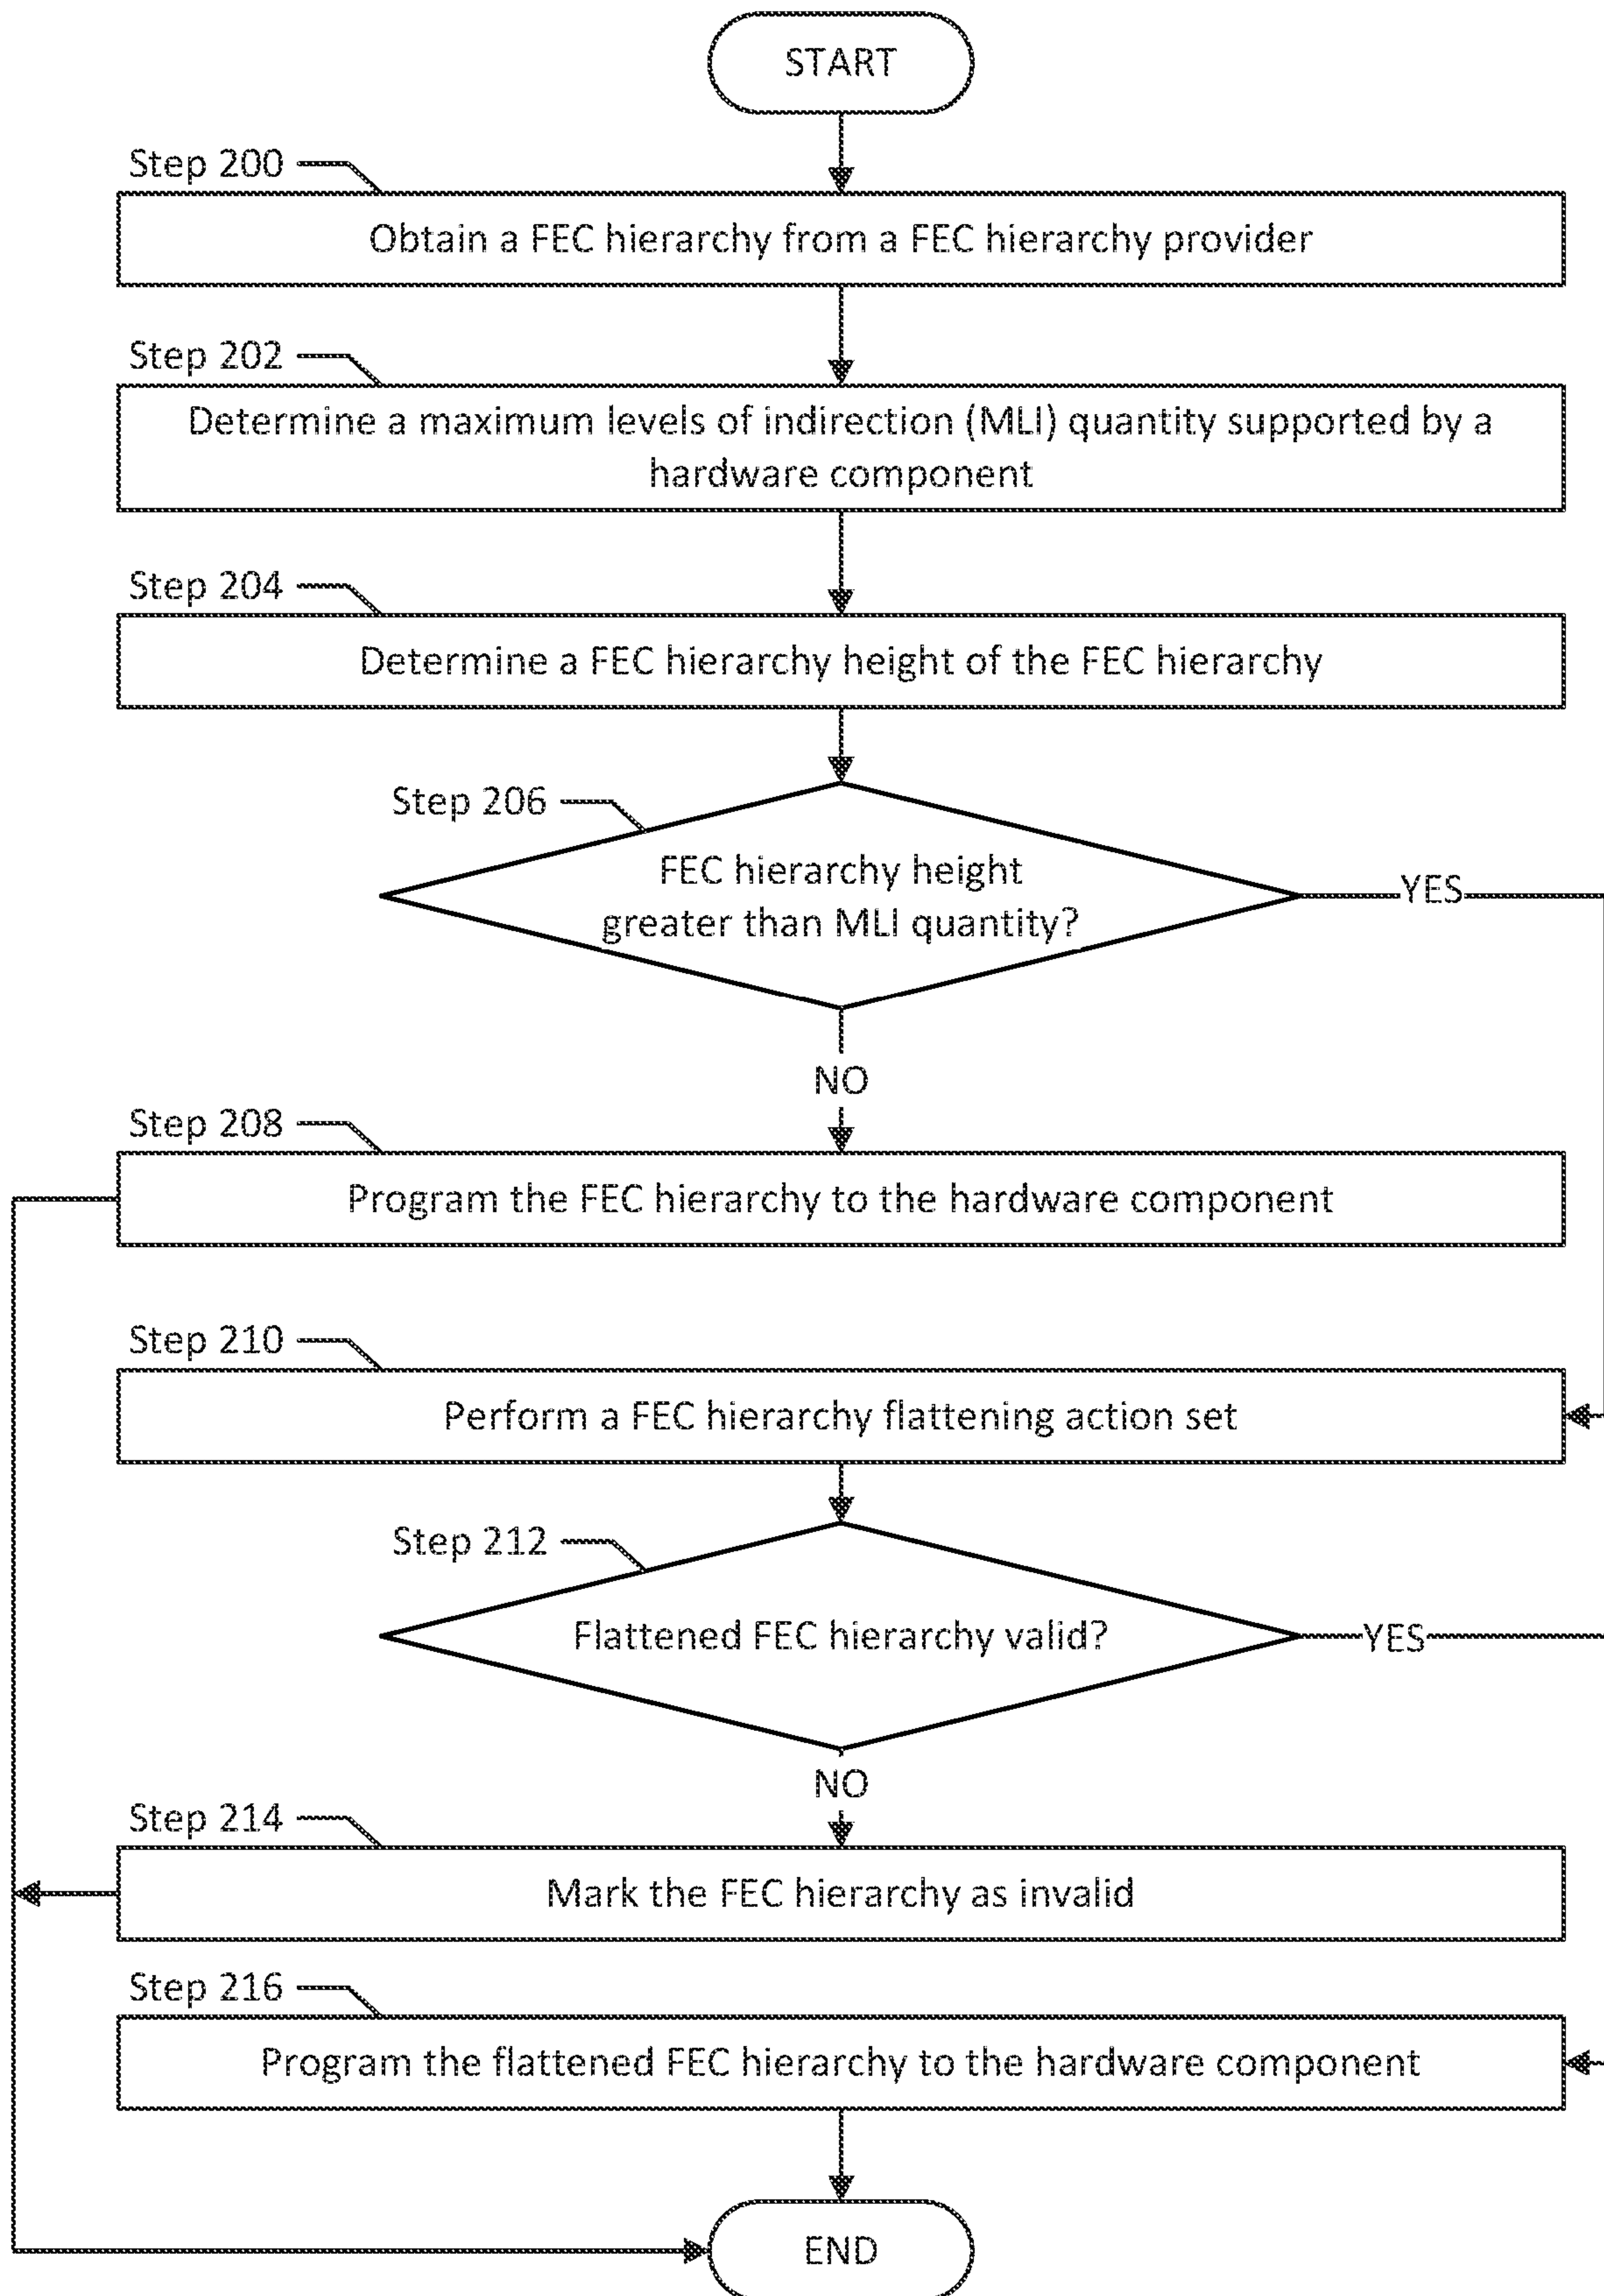 START
Step 200
Obtain a FEC hierarchy from a FEC hierarchy provider
Step 202
Determine a maximum levels of indirection (MLI) quantity supported by a
hardware component
Step 204
Determine a FEC hierarchy height of the FEC hierarchy
Step 206
FEC hierarchy height
greater than MLI quantity?
YES
NO
Step 208
Program the FEC hierarchy to the hardware component
Step 210
Perform a FEC hierarchy flattening action set
Step 212
Flattened FEC hierarchy valid?
YES
NO
Step 214
Mark the FEC hierarchy as invalid
Step 216
Program the flattened FEC hierarchy to the hardware component
END